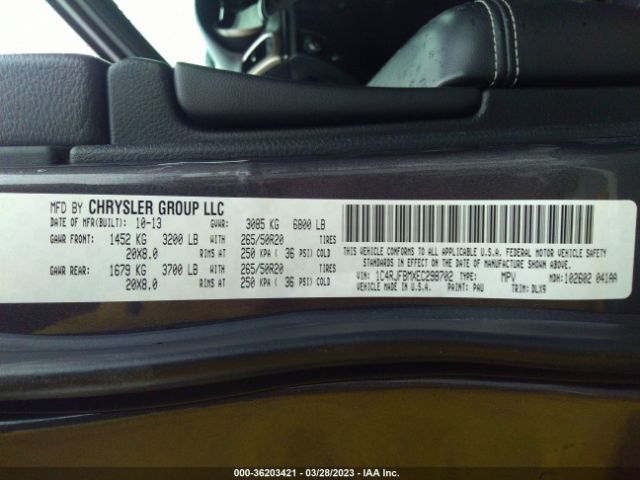 MFD BY CHRYSLER GROUP LLC
DATE OF MFR(BUILT): 10-13 GVWR: 3085 KG 6800 LB
GAWR FRONT: 1452 KG 3200 LB WITH 265/50R20 TIRES
20X8.0 RIMS AT 250 KPA ( 36 PSI) COLD
GAWR REAR: 1679 KG 3700 LB WITH 265/50R20 TIRES
20X8.0 RIMS AT 250 KPA ( 36 PSI) COLD
THIS VEHICLE CONFORMS TO ALL APPLICABLE U.S.A. FEDERAL MOTOR VEHICLE SAFETY
STANDARDS IN EFFECT ON THE DATE OF MANUFACTURE SHOWN ABOVE.
VIN: 1C4RJFBMXEC298702 TYPE: MPV MDH: 102602 041AA
VEHICLE MADE IN U.S.A. PAINT: PAU TRIM: DLX9
000-36203421 - 03/28/2023 - IAA Inc.